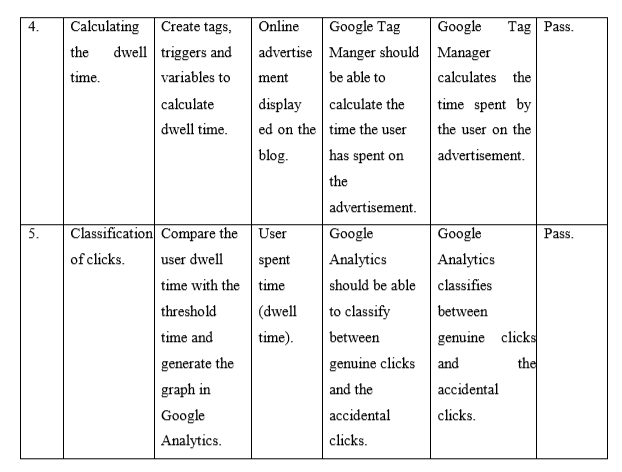 4.
Calculating
the dwell
time.
Create tags,
triggers and
variables to
calculate
dwell time.
Online
advertise
ment
display
ed on the
blog.
Google Tag
Manger should
be able to
calculate the
time the user
has spent on
the
advertisement.
Google Tag
Manager
calculates the
time spent by
the user on the
advertisement.
Pass.
5.
Classification
of clicks.
Compare the
user dwell
time with the
threshold
time and
generate the
graph in
Google
Analytics.
User
spent
time
(dwell
time).
Google
Analytics
should be able
to classify
between
genuine clicks
and the
accidental
clicks.
Google
Analytics
classifies
between
genuine clicks
and the
accidental
clicks.
Pass.